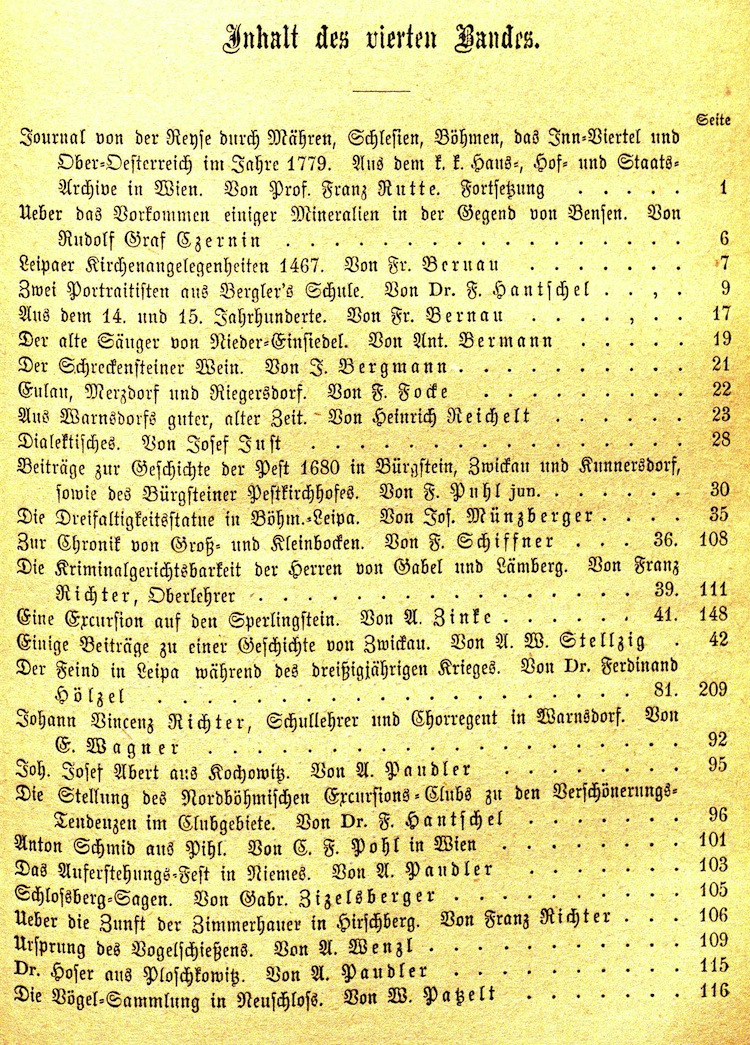 Inhalt des vierten Bandes.
Seite
Journal von der Reyse durch Mähren, Schlesien, Böhmen, das Inn-Viertel und
Ober-Oesterreich im Jahre 1779. Aus dem k. k. Haus-, Hof- und Staats-
Archive in Wien. Von Prof. Franz Rutte. Fortsetzung . . . . . 1
Ueber das Vorkommen einiger Mineralien in der Gegend von Bensen. Von
Rudolf Graf Czernin . . . . . . . . . . . . . . . . . 6
Leipaer Kirchenangelegenheiten 1467. Von Fr. Bernau . . . . . . . 7
Zwei Portraitisten aus Bergler's Schule. Von Dr. F. Hantschel . . , . 9
Aus dem 14. und 15. Jahrhunderte. Von Fr. Bernau . . . . , . . 17
Der alte Säuger von Nieder-Einsiedel. Von Ant. Bermann . . . . . 19
Der Schreckensteiner Wein. Von J. Bergmann . . . . . . . . . . 21
Eulau, Merzdorf und Riegersdorf. Von F. Focke . . . . . . . . . 22
Aus Warnsdorfs guter, alter Zeit. Von Heinrich Reichelt . . . . . . 23
Dialektisches. Von Josef Just . . . . . . . . . . . . . . . . 28
Beiträge zur Geschichte der Pest 1680 in Bürgstein, Zwickau und Kunnersdorf,
sowie des Bürgsteiner Pestkirchhofes. Von F. Puhl jun. . . . . . . 30
Die Dreifaltigkeitsstatue in Böhm.-Leipa. Von Jos. Münzberger . . . . 35
Zur Chronik von Groß- und Kleinbocken. Von F. Schiffner . . . 36. 108
Die Kriminalgerichtsbarkeit der Herren von Gabel und Lämberg. Von Franz
Richter, Oberlehrer . . . . . . . . . . . . . . . . 39. 111
Eine Excursion auf den Sperlingstein. Von A. Zinke . . . . . . 41. 148
Einige Beiträge zu einer Geschichte von Zwickau. Von A. W. Stellzig . 42
Der Feind in Leipa während des dreißigjährigen Krieges. Von Dr. Ferdinand
Hölzel . . . . . . . . . . . . . . . . . . . . 81. 209
Johann Vincenz Richter, Schullehrer und Chorregent in Warnsdorf. Von
E. Wagner . . . . . . . . . . . . . . . . . . . . 92
Joh. Josef Abert aus Kochowitz. Von A. Paudler . . . . . . . . 95
Die Stellung des Nordböhmischen Excursions-Clubs zu den Verschönerungs-
Tendenzen im Clubgebiete. Von Dr. F. Hantschel . . . . . . . . 96
Anton Schmid aus Pihl. Von C. F. Pohl in Wien . . . . . . . . 101
Das Auferstehungs-Fest in Niemes. Von A. Paudler . . . . . . . . 103
Schlossberg-Sagen. Von Gabr. Zizelsberger . . . . . . . . . . . 105
Ueber die Zunft der Zimmerhauer in Hirschberg. Von Franz Richter . . . 106
Ursprung des Vogelschießens. Von A. Wenzl . . . . . . . . . . . 109
Dr. Hoser aus Ploschkowitz. Von A. Paudler . . . . . . . . . . 115
Die Vögel-Sammlung in Neuschloss. Von W. Patzelt . . . . . . . 116